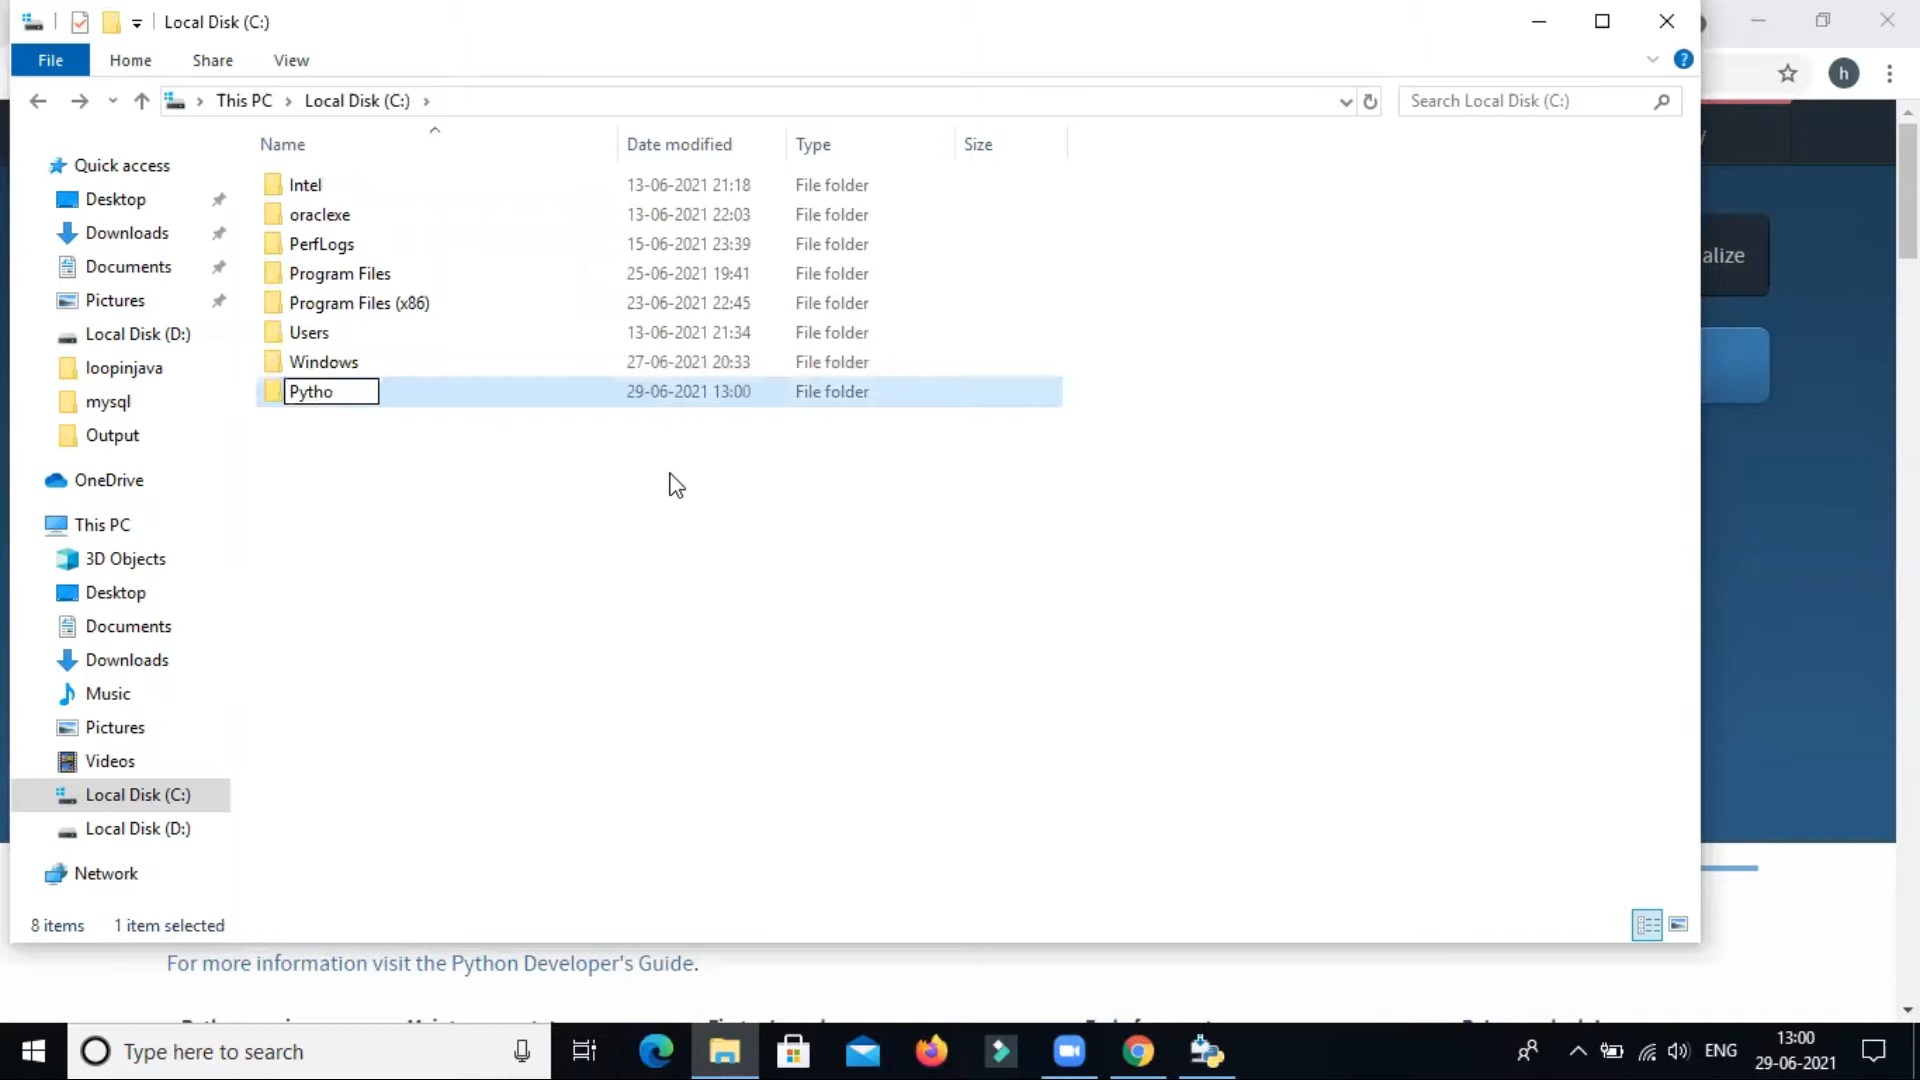 Local Disk (C:)
File Home Share View
This PC Local Disk (C:)
Search Local Disk (C:)
h
Name Date modified Type Size
Quick access
Desktop
Downloads
Documents
Pictures
Local Disk (D:)
loopinjava
mysql
Output
OneDrive
This PC
3D Objects
Desktop
Documents
Downloads
Music
Pictures
Videos
Local Disk (C:)
Local Disk (D:)
Network
Intel 13-06-2021 21:18 File folder
oraclexe 13-06-2021 22:03 File folder
PerfLogs 15-06-2021 23:39 File folder
Program Files 25-06-2021 19:41 File folder
Program Files (x86) 23-06-2021 22:45 File folder
Users 13-06-2021 21:34 File folder
Windows 27-06-2021 20:33 File folder
Pytho 29-06-2021 13:00 File folder
alize
8 items 1 item selected
For more information visit the Python Developer's Guide.
Type here to search
ENG
13:00
29-06-2021